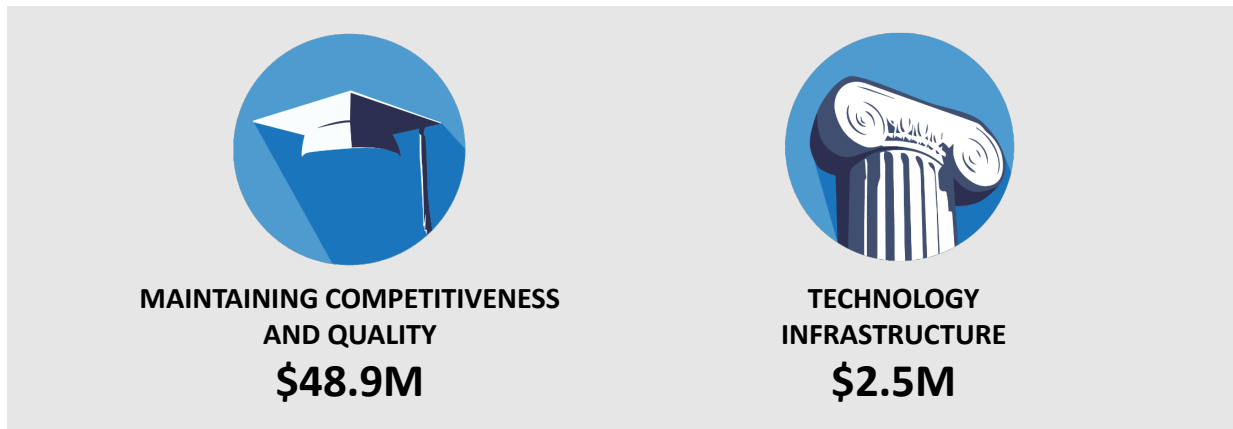 MAINTAINING COMPETITIVENESS
AND QUALITY
$48.9M
TECHNOLOGY
INFRASTRUCTURE
$2.5M